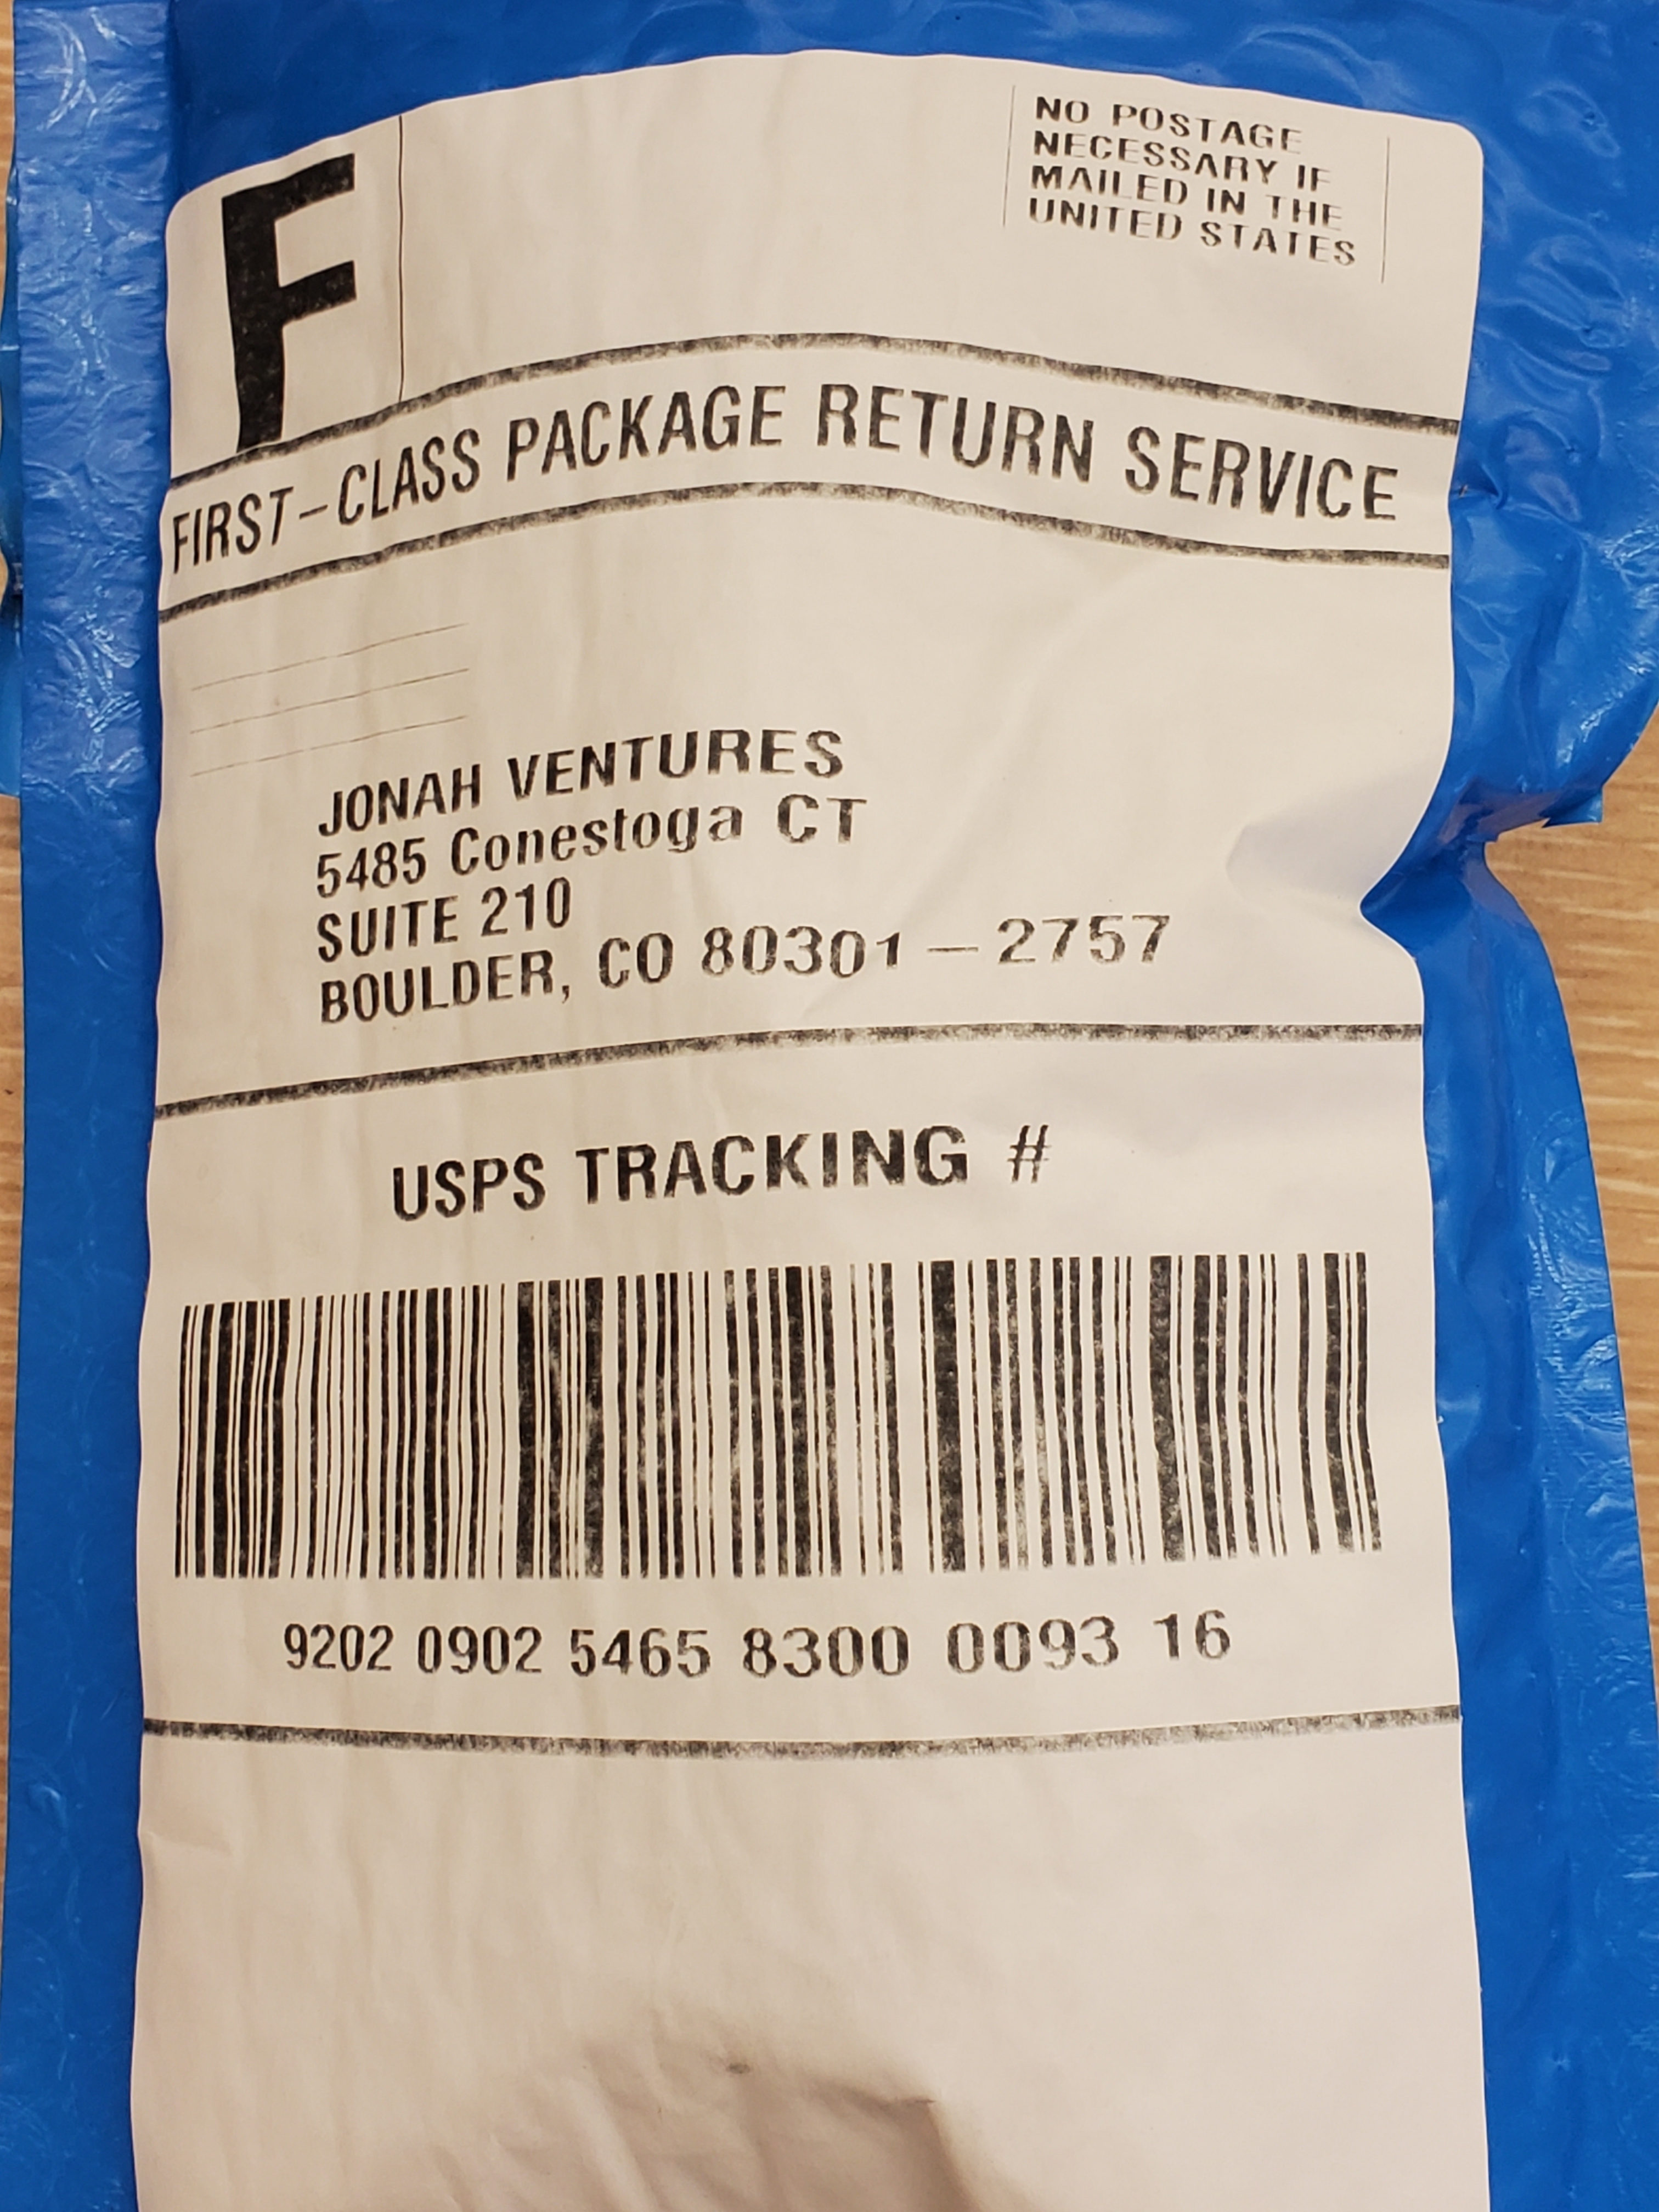 F
NO POSTAGE
NECESSARY IF
MAILED IN THE
UNITED STATES
FIRST-CLASS PACKAGE RETURN SERVICE
JONAH VENTURES
5485 Conestoga CT
SUITE 210
BOULDER, CO 80301-2757
USPS TRACKING #
9202 0902 5465 8300 0093 16